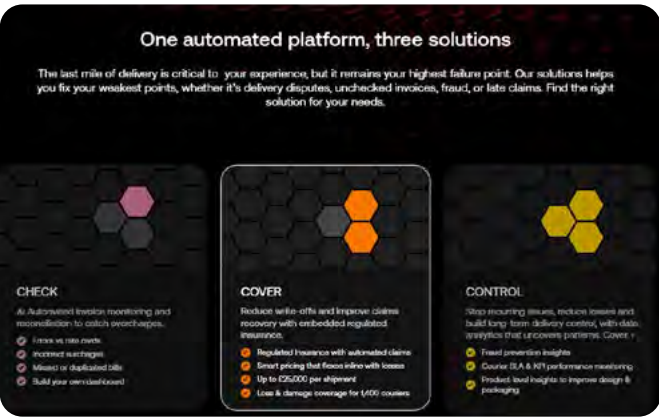 One automated platform, three solutions
The last mile of delivery is critical to your experience, but it remains your highest failure point. Our solutions helps
you fix your weakest points, whether it's delivery disputes, unchecked invoices, fraud, or late claims. Find the right
solution for your needs.
CHECK
Ai Automated invoice monitoring and
reconciliation to catch overcharges.
Errors vs rate cards
Incorrect surcharges
Missed or duplicated bills
Build your own dashboard
COVER
Reduce write-offs and improve claims
recovery with embedded regulated
insurance.
Regulated Insurance with automated claims
Smart pricing that flexes inline with losses
Up to £25,000 per shipment
Loss & damage coverage for 1,400 couriers
CONTROL
Stop recurring issues, reduce losses and
build long-term delivery control, with data
analytics that uncovers patterns. Cover +
Fraud prevention insights
Courier SLA & KPI performance monitoring
Product level insights to improve design &
packaging